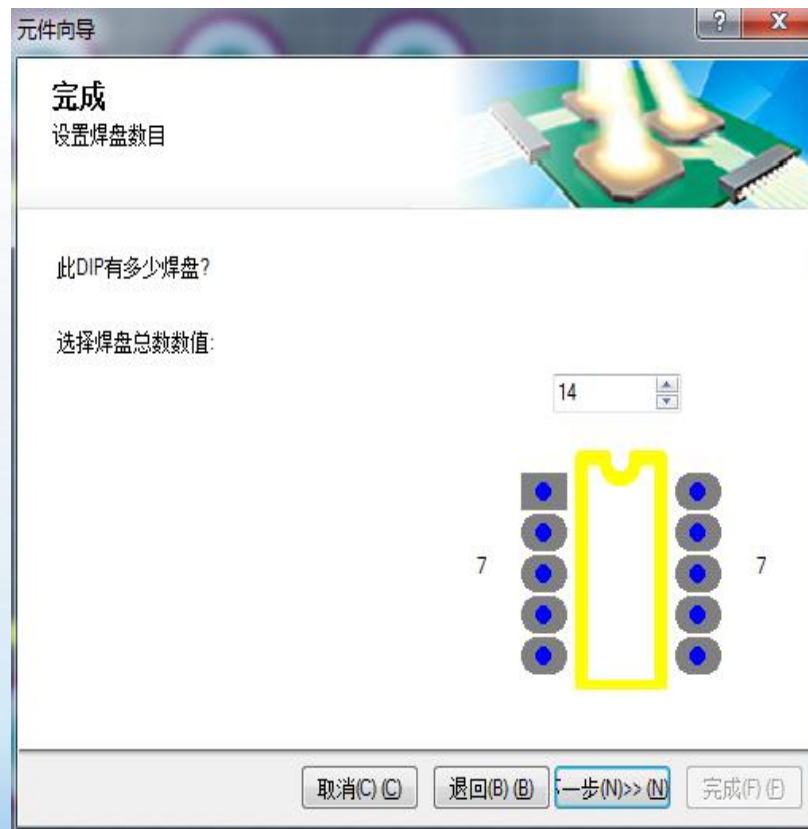 元件向导
完成
设置焊盘数目
此DIP有多少焊盘?
选择焊盘总数数值:
14
7
7
取消(C) (C)
退回(B) (B)
一步(N)>> (N)
完成(F) (F)